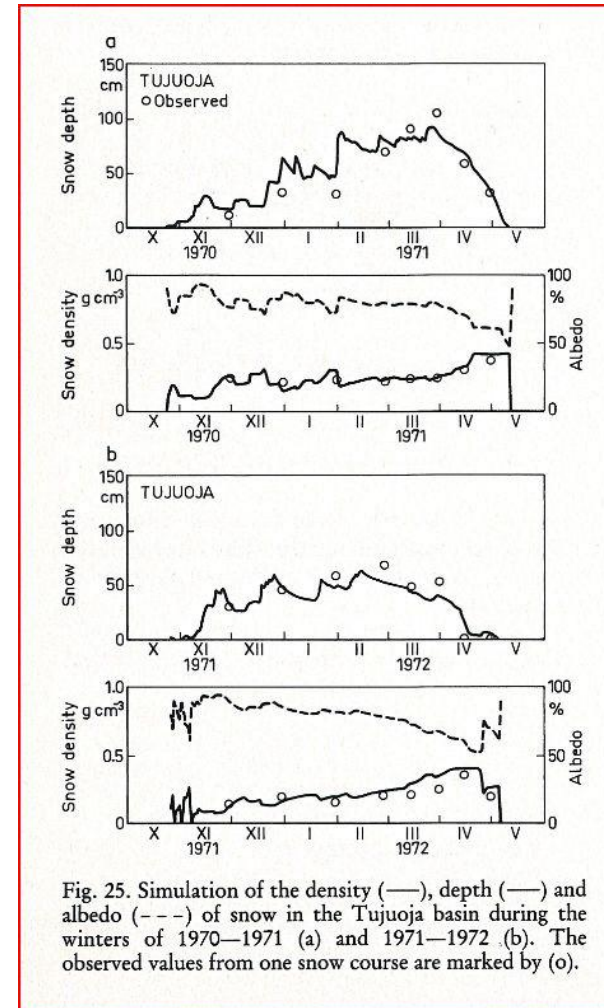 a
150
cm
100
50
0
Snow depth
TUJUOJA
o Observed
X XI XII I II III IV V
1970 1971
1.0
g cm⁻³
0.5
0
Snow density
100
%
50
0
Albedo
X XI XII I II III IV V
1970 1971
b
150
cm
100
50
0
Snow depth
TUJUOJA
X XI XII I II III IV V
1971 1972
1.0
g cm⁻³
0.5
0
Snow density
100
%
50
0
Albedo
X XI XII I II III IV V
1971 1972
Fig. 25. Simulation of the density (——), depth (——) and
albedo (– – –) of snow in the Tujuoja basin during the
winters of 1970—1971 (a) and 1971—1972 (b). The
observed values from one snow course are marked by (o).